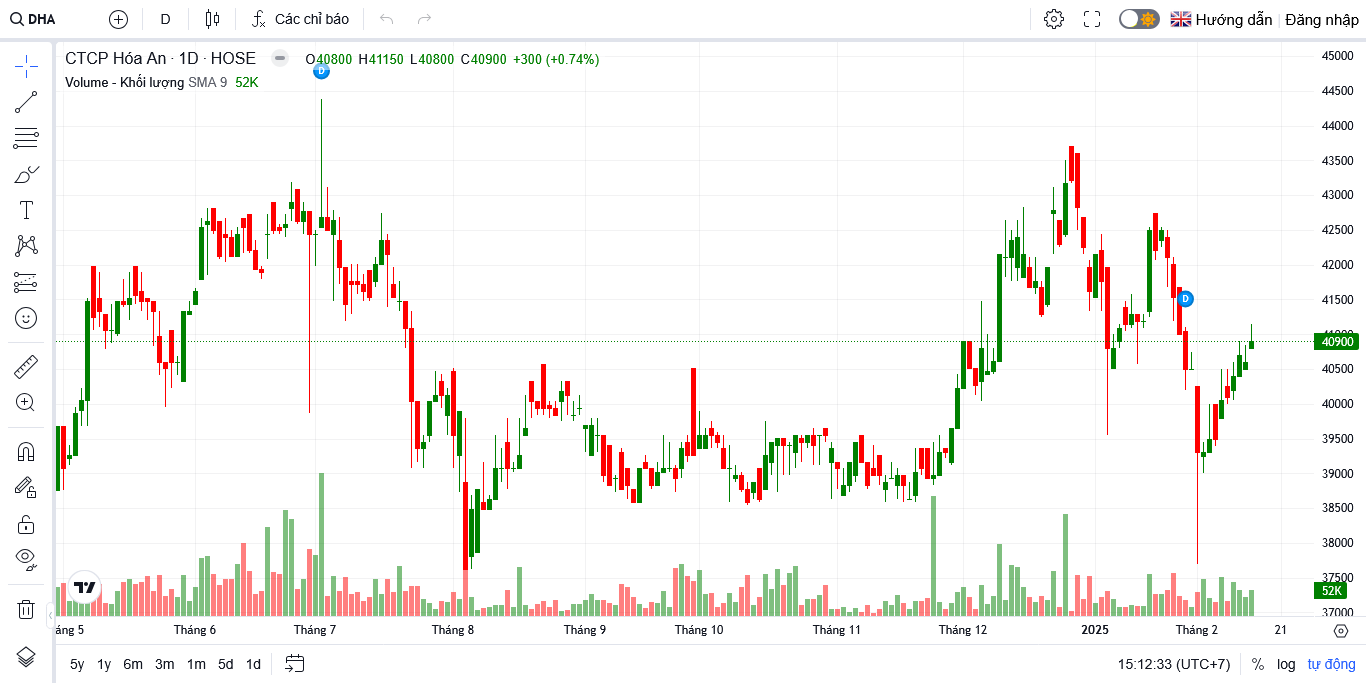 DHA D Các chỉ báo Hướng dẫn Đăng nhập
CTCP Hóa An · 1D · HOSE O40800 H41150 L40800 C40900 +300 (+0.74%)
Volume - Khối lượng SMA 9 52K
D
D
45000
44500
44000
43500
43000
42500
42000
41500
41000
40900
40500
40000
39500
39000
38500
38000
37500
52K
37000
áng 5 Tháng 6 Tháng 7 Tháng 8 Tháng 9 Tháng 10 Tháng 11 Tháng 12 2025 Tháng 2 21
5y 1y 6m 3m 1m 5d 1d 15:12:33 (UTC+7) % log tự động